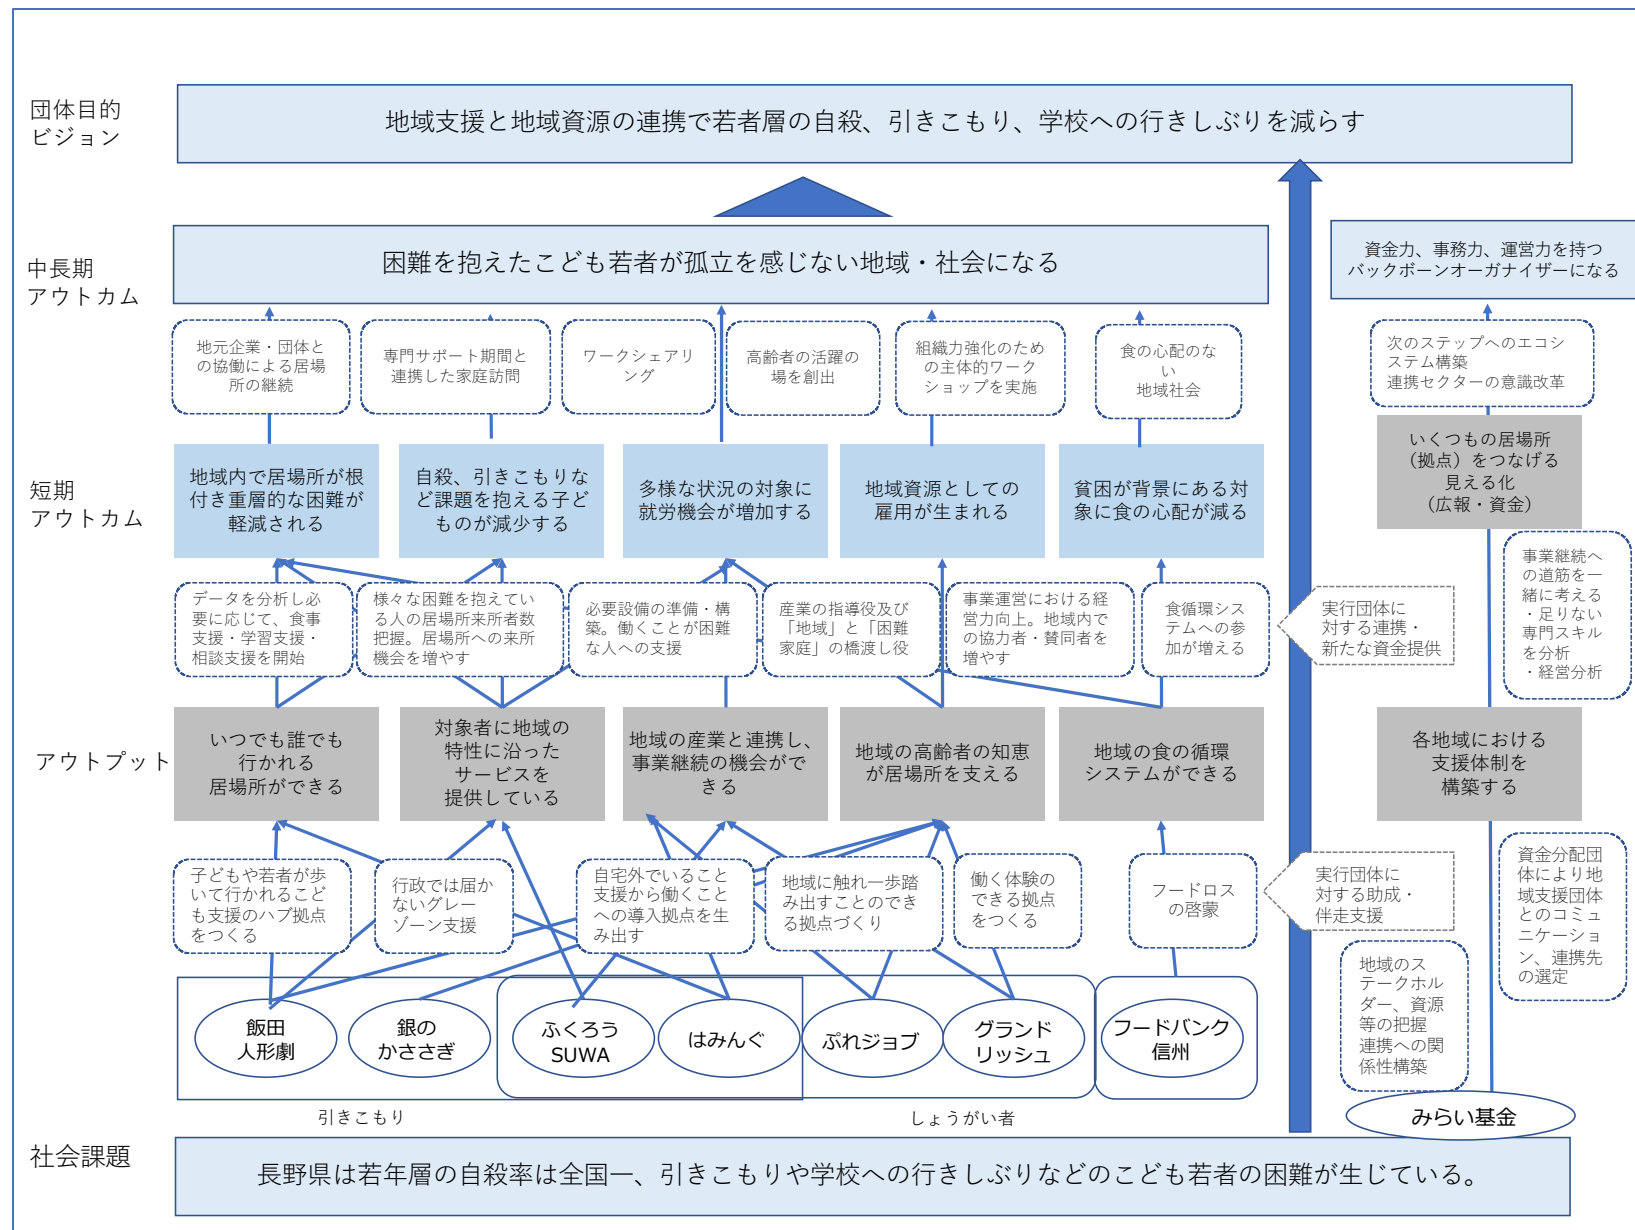 団体目的
ビジョン
地域支援と地域資源の連携で若者層の自殺、引きこもり、学校への行きしぶりを減らす
中長期
アウトカム
困難を抱えたこども若者が孤立を感じない地域・社会になる
資金力、事務力、運営力を持つ
バックボーンオーガナイザーになる
地元企業・団体と
の協働による居場
所の継続
専門サポート期間と
連携した家庭訪問
ワークシェアリ
ング
高齢者の活躍の
場を創出
組織力強化のため
の主体的ワーク
ショップを実施
食の心配のな
い
地域社会
次のステップへのエコシ
ステム構築
連携セクターの意識改革
短期
アウトカム
地域内で居場所が根
付き重層的な困難が
軽減される
自殺、引きこもりな
ど課題を抱える子ど
ものが減少する
多様な状況の対象に
就労機会が増加する
地域資源としての
雇用が生まれる
貧困が背景にある対
象に食の心配が減る
いくつもの居場所
(拠点)をつなげる
見える化
(広報・資金)
データを分析し必
要に応じて、食事
支援・学習支援・
相談支援を開始
様々な困難を抱えてい
る人の居場所来所者数
把握。居場所への来所
機会を増やす
必要設備の準備・構
築。働くことが困難
な人への支援
産業の指導役及び
「地域」と「困難
家庭」の橋渡し役
事業運営における経
営力向上。地域内で
の協力者・賛同者を
増やす
食循環シス
テムへの参
加が増える
実行団体に
対する連携・
新たな資金提供
事業継続へ
の道筋を一
緒に考える
・足りない
専門スキル
を分析
・経営分析
アウトプット
いつでも誰でも
行かれる
居場所ができる
対象者に地域の
特性に沿った
サービスを
提供している
地域の産業と連携し、
事業継続の機会がで
きる
地域の高齢者の知恵
が居場所を支える
地域の食の循環
システムができる
各地域における
支援体制を
構築する
子どもや若者が歩
いて行かれるこど
も支援のハブ拠点
をつくる
行政では届か
ないグレー
ゾーン支援
自宅外でいること
支援から働くこと
への導入拠点を生
み出す
地域に触れ一歩踏
み出すことのでき
る拠点づくり
働く体験の
できる拠点
をつくる
フードロス
の啓蒙
実行団体に
対する助成・
伴走支援
資金分配団
体により地
域支援団体
とのコミュ
ニケーショ
ン、連携先
の選定
地域のス
テークホル
ダー、資源
等の把握
連携への関
係性構築
飯田
人形劇
銀の
かささぎ
ふくろう
SUWA
はみんぐ
ぷれジョブ
グランド
リッシュ
フードバンク
信州
みらい基金
引きこもり
しょうがい者
社会課題
長野県は若年層の自殺率は全国一、引きこもりや学校への行きしぶりなどのこども若者の困難が生じている。